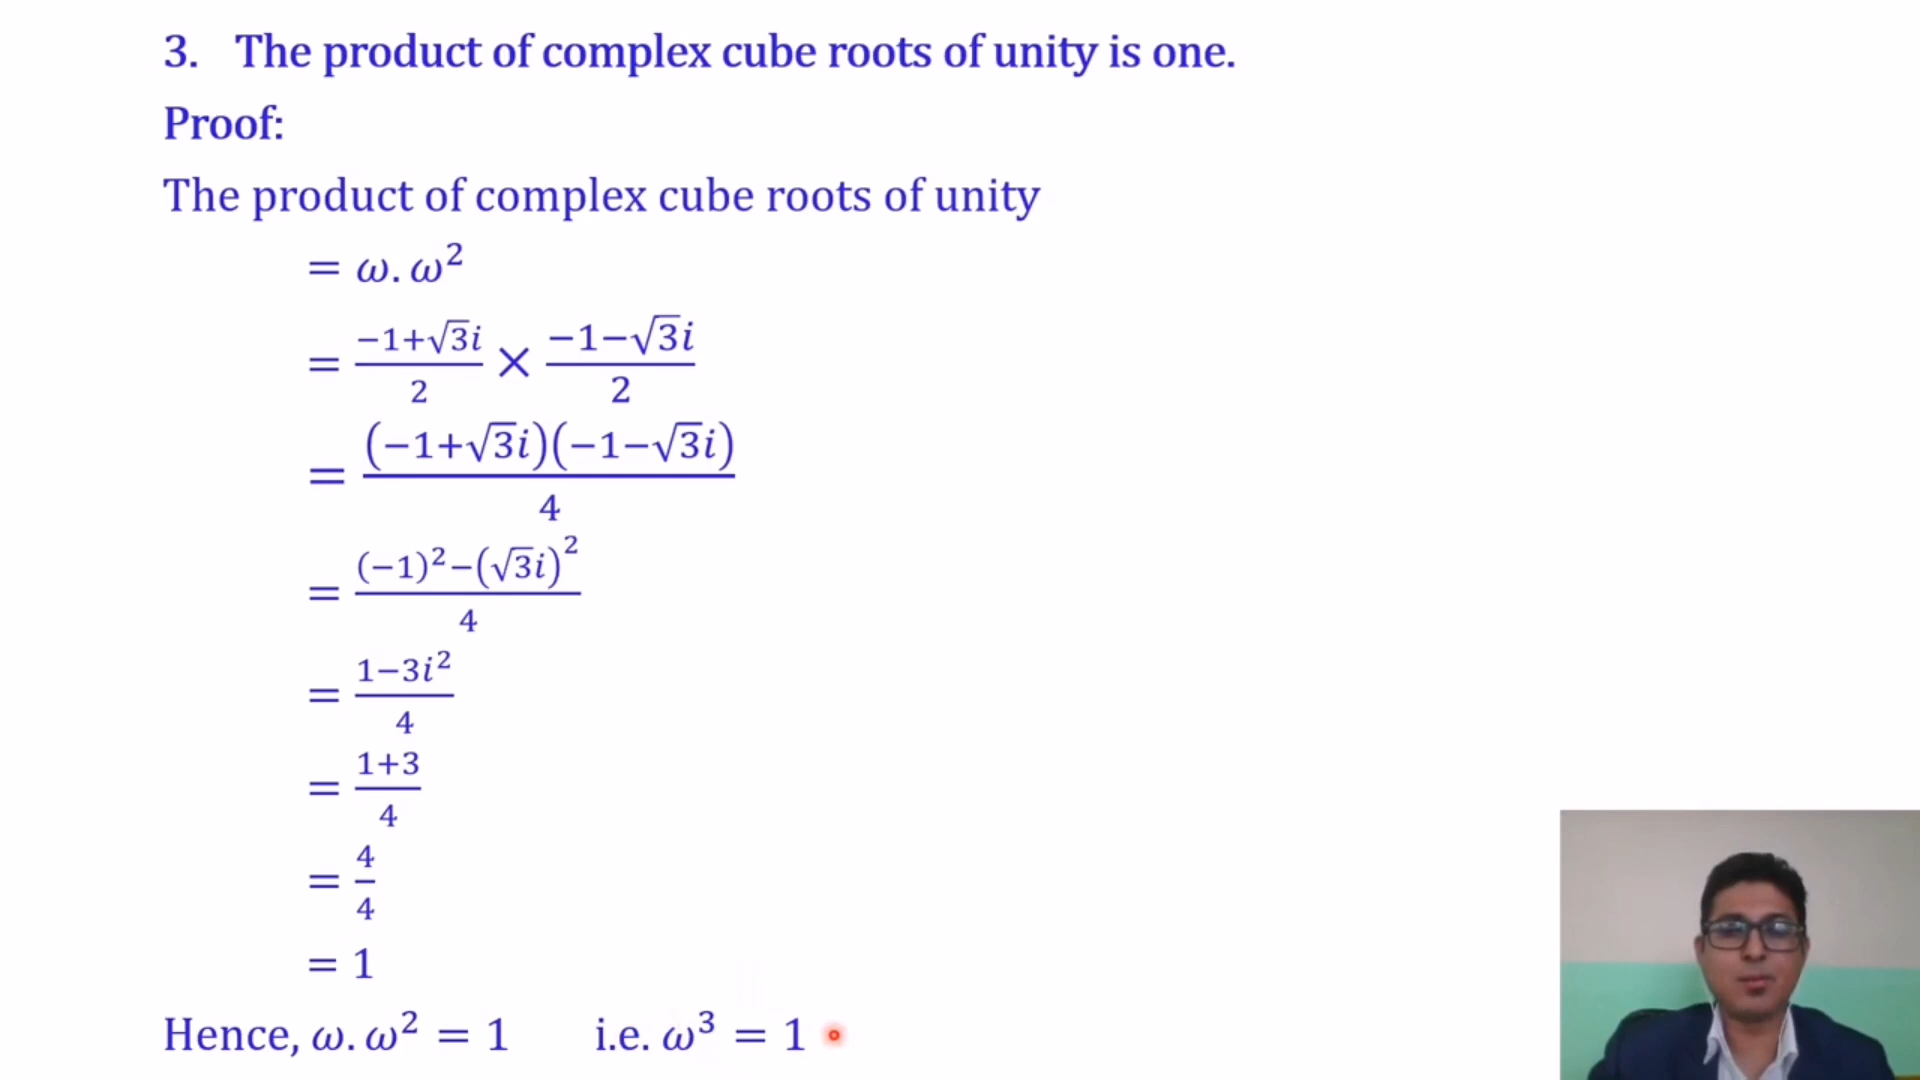 3. The product of complex cube roots of unity is one.
Proof:
The product of complex cube roots of unity
= ω. ω²
= (−1+√3i)/2 × (−1−√3i)/2
= (−1+√3i)(−1−√3i)/4
= ((−1)²−(√3i)²)/4
= (1−3i²)/4
= (1+3)/4
= 4/4
= 1
Hence, ω. ω² = 1 i.e. ω³ = 1